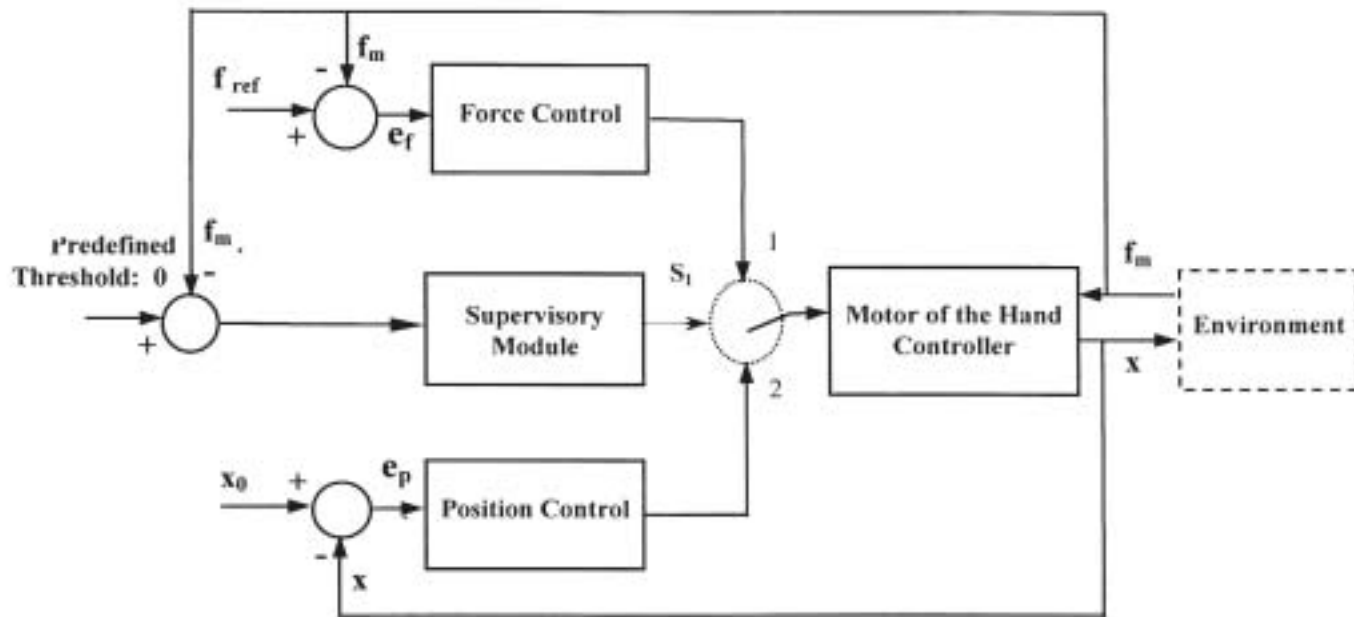 f m
f ref
-
+
e f
Force Control
1
f m
Predefined
Threshold: 0
-
+
S 1
Supervisory
Module
Motor of the Hand
Controller
f m
Environment
x
2
x 0
+
e p
Position Control
-
x